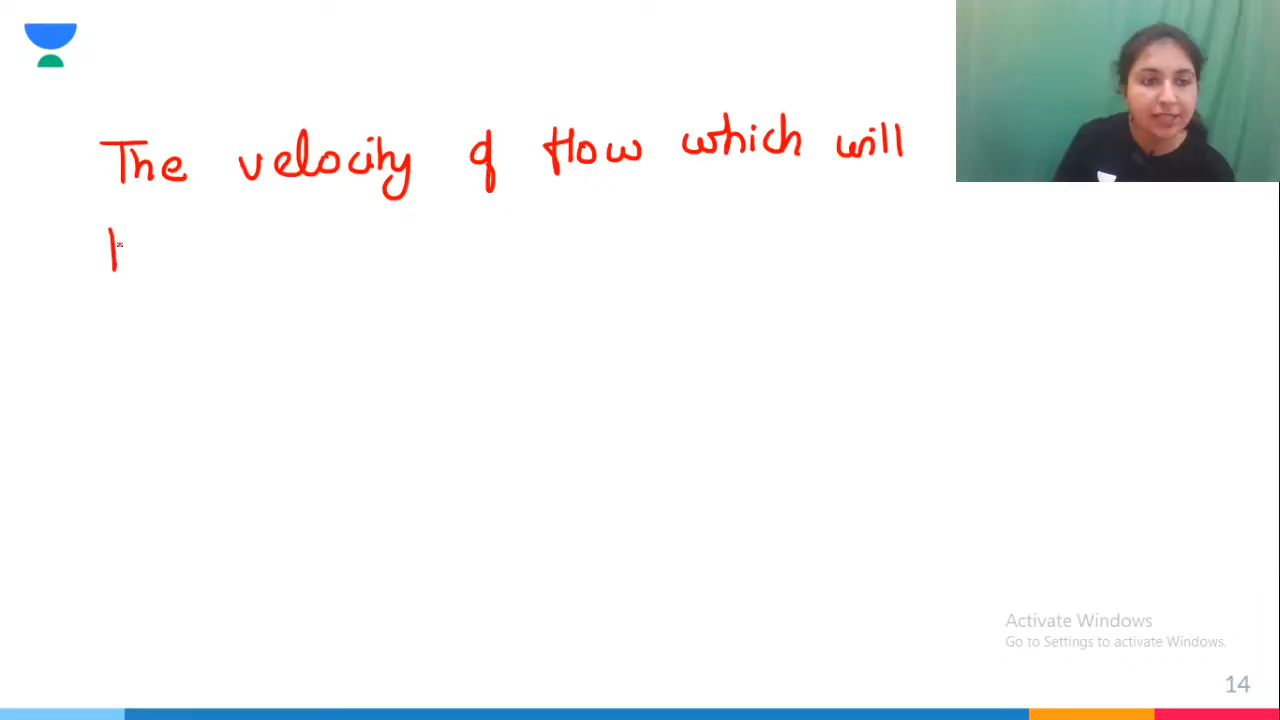 The velocity of flow which will
Activate Windows
Go to Settings to activate Windows.
14